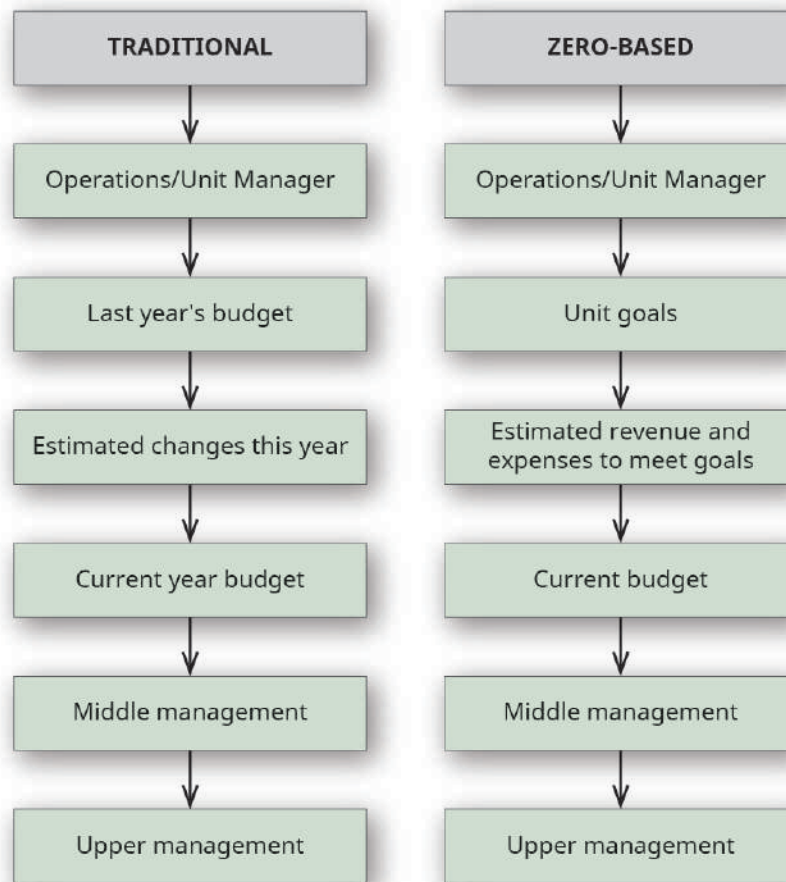 TRADITIONAL
Operations/Unit Manager
Last year's budget
Estimated changes this year
Current year budget
Middle management
Upper management
ZERO-BASED
Operations/Unit Manager
Unit goals
Estimated revenue and
expenses to meet goals
Current budget
Middle management
Upper management